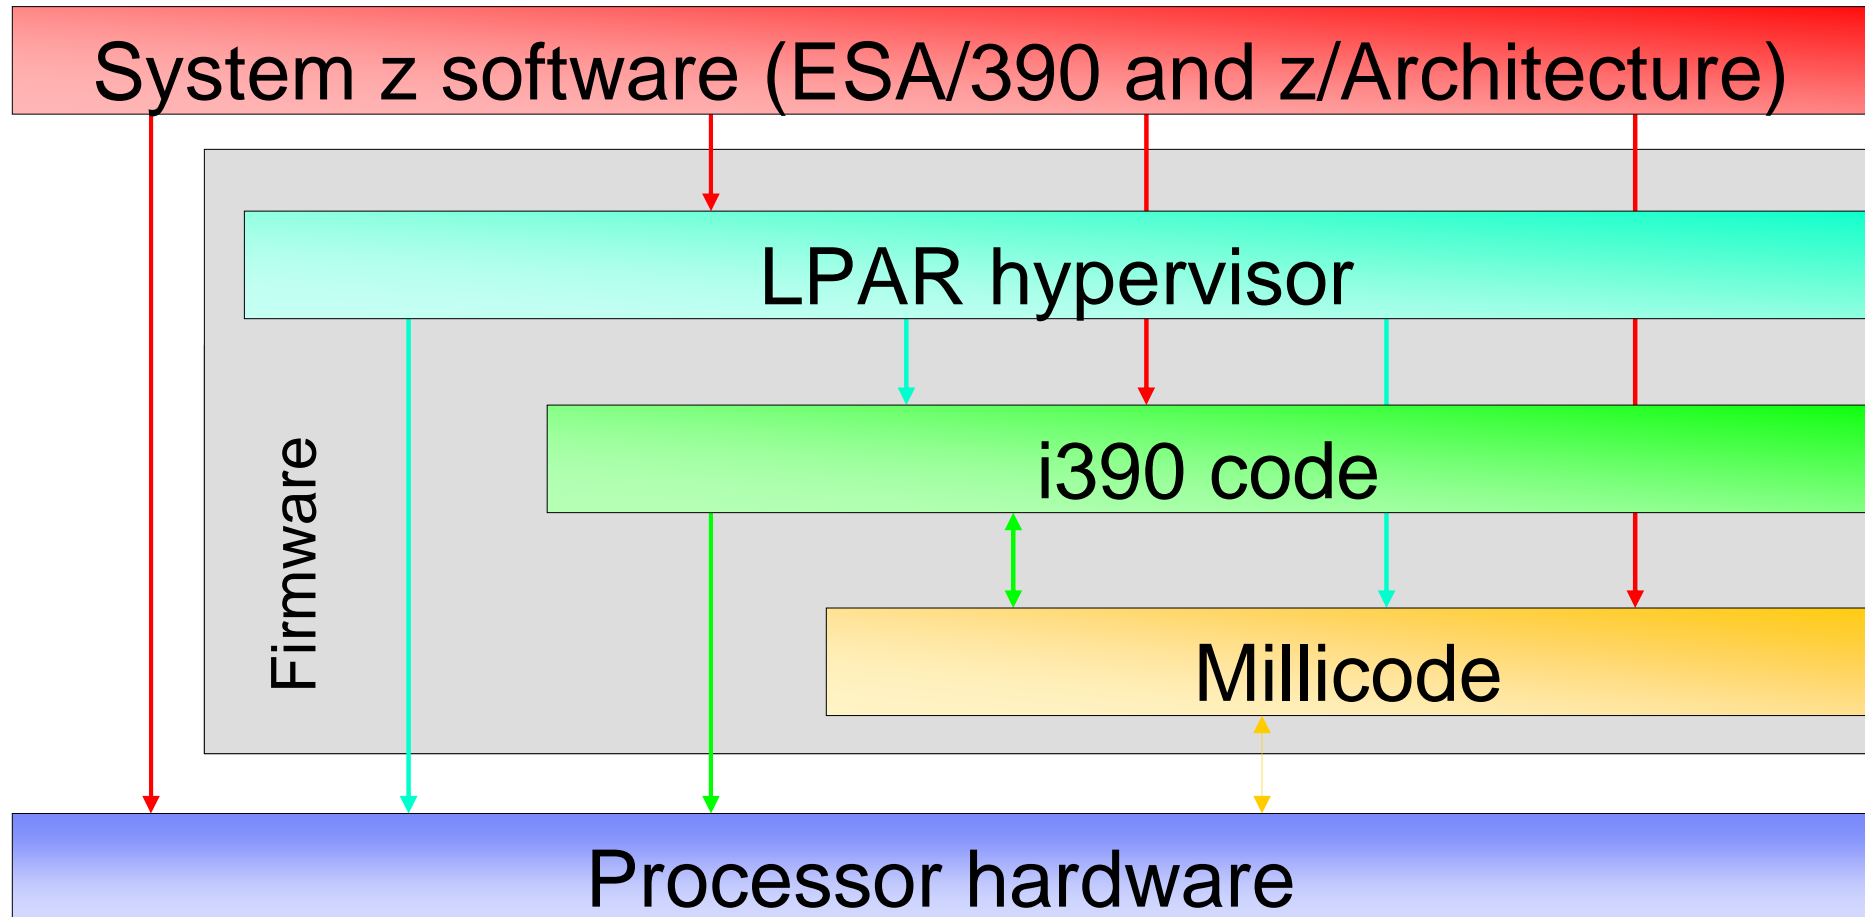 System z software (ESA/390 and z/Architecture)
LPAR hypervisor
i390 code
Firmware
Millicode
Processor hardware